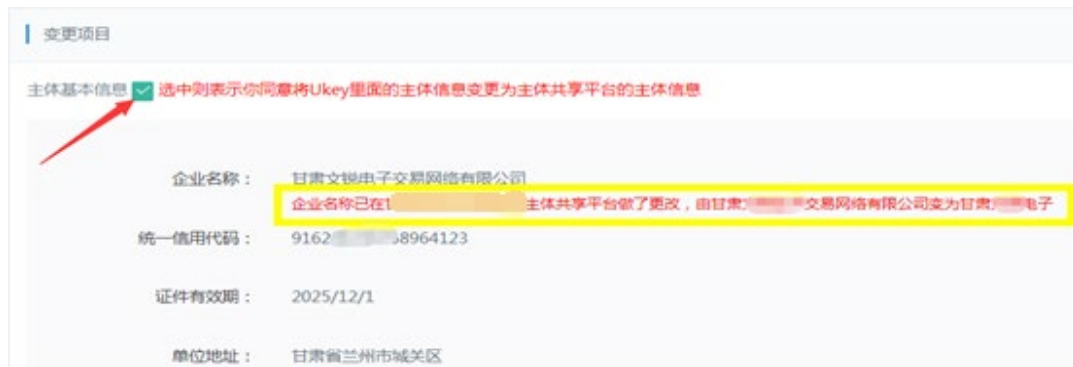 变更项目
主体基本信息 选中则表示你同意将Ukey里面的主体信息变更为主体共享平台的主体信息
企业名称： 甘肃文锐电子交易网络有限公司
企业名称已在 主体共享平台做了更改，由甘肃 交易网络有限公司变为甘肃 电子
统一信用代码： 9162 8964123
证件有效期： 2025/12/1
单位地址： 甘肃省兰州市城关区